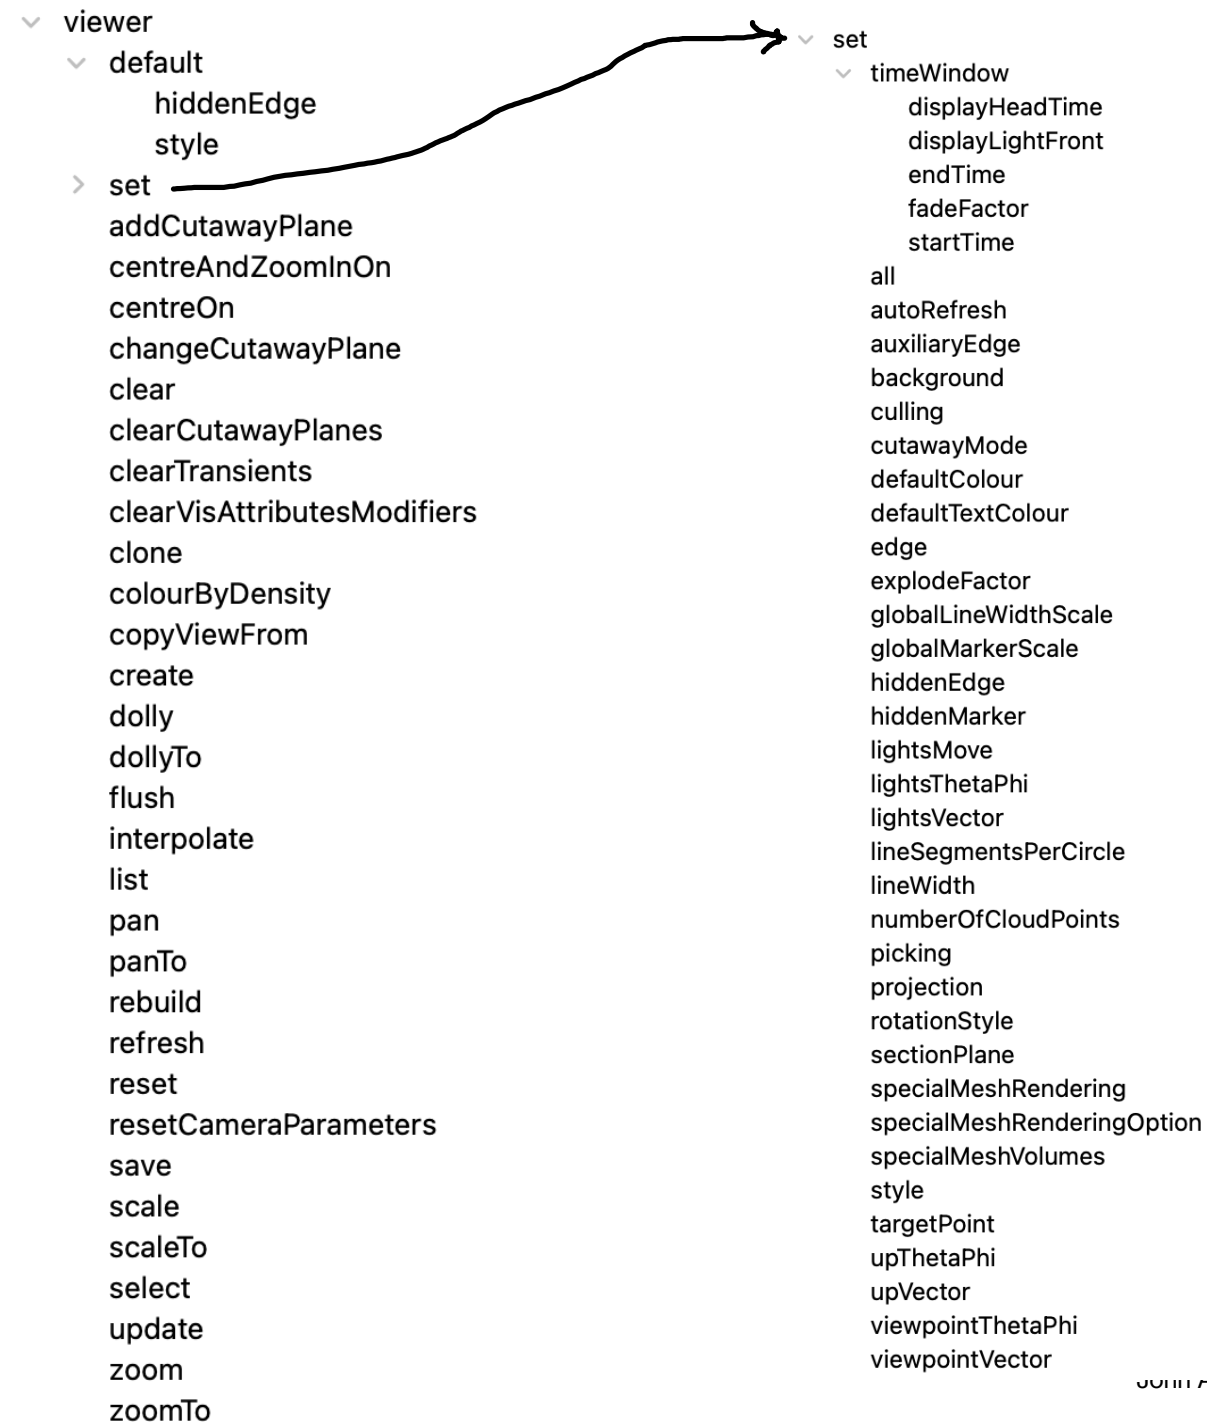 viewer
default
hiddenEdge
style
set
addCutawayPlane
centreAndZoomInOn
centreOn
changeCutawayPlane
clear
clearCutawayPlanes
clearTransients
clearVisAttributesModifiers
clone
colourByDensity
copyViewFrom
create
dolly
dollyTo
flush
interpolate
list
pan
panTo
rebuild
refresh
reset
resetCameraParameters
save
scale
scaleTo
select
update
zoom
zoomTo
set
timeWindow
displayHeadTime
displayLightFront
endTime
fadeFactor
startTime
all
autoRefresh
auxiliaryEdge
background
culling
cutawayMode
defaultColour
defaultTextColour
edge
explodeFactor
globalLineWidthScale
globalMarkerScale
hiddenEdge
hiddenMarker
lightsMove
lightsThetaPhi
lightsVector
lineSegmentsPerCircle
lineWidth
numberOfCloudPoints
picking
projection
rotationStyle
sectionPlane
specialMeshRendering
specialMeshRenderingOption
specialMeshVolumes
style
targetPoint
upThetaPhi
upVector
viewpointThetaPhi
viewpointVector